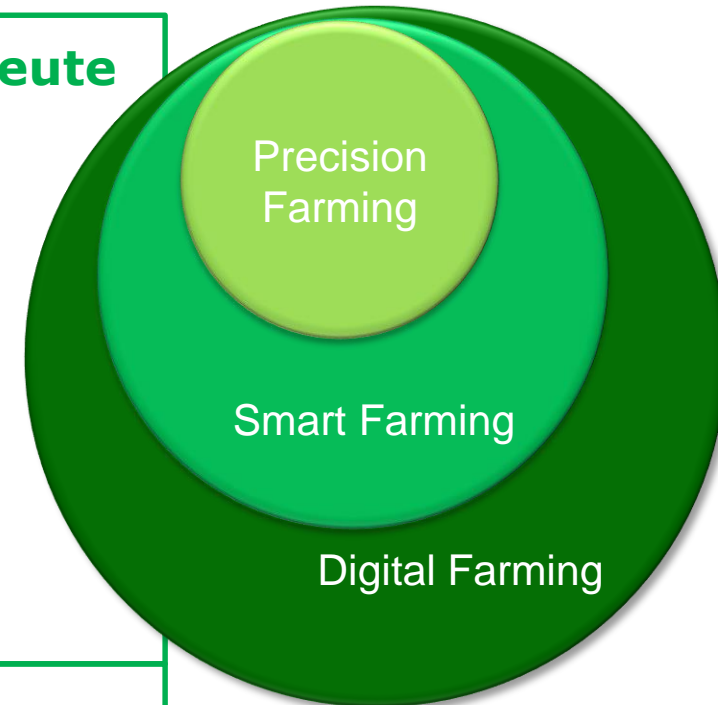 eute
Precision
Farming
Smart Farming
Digital Farming